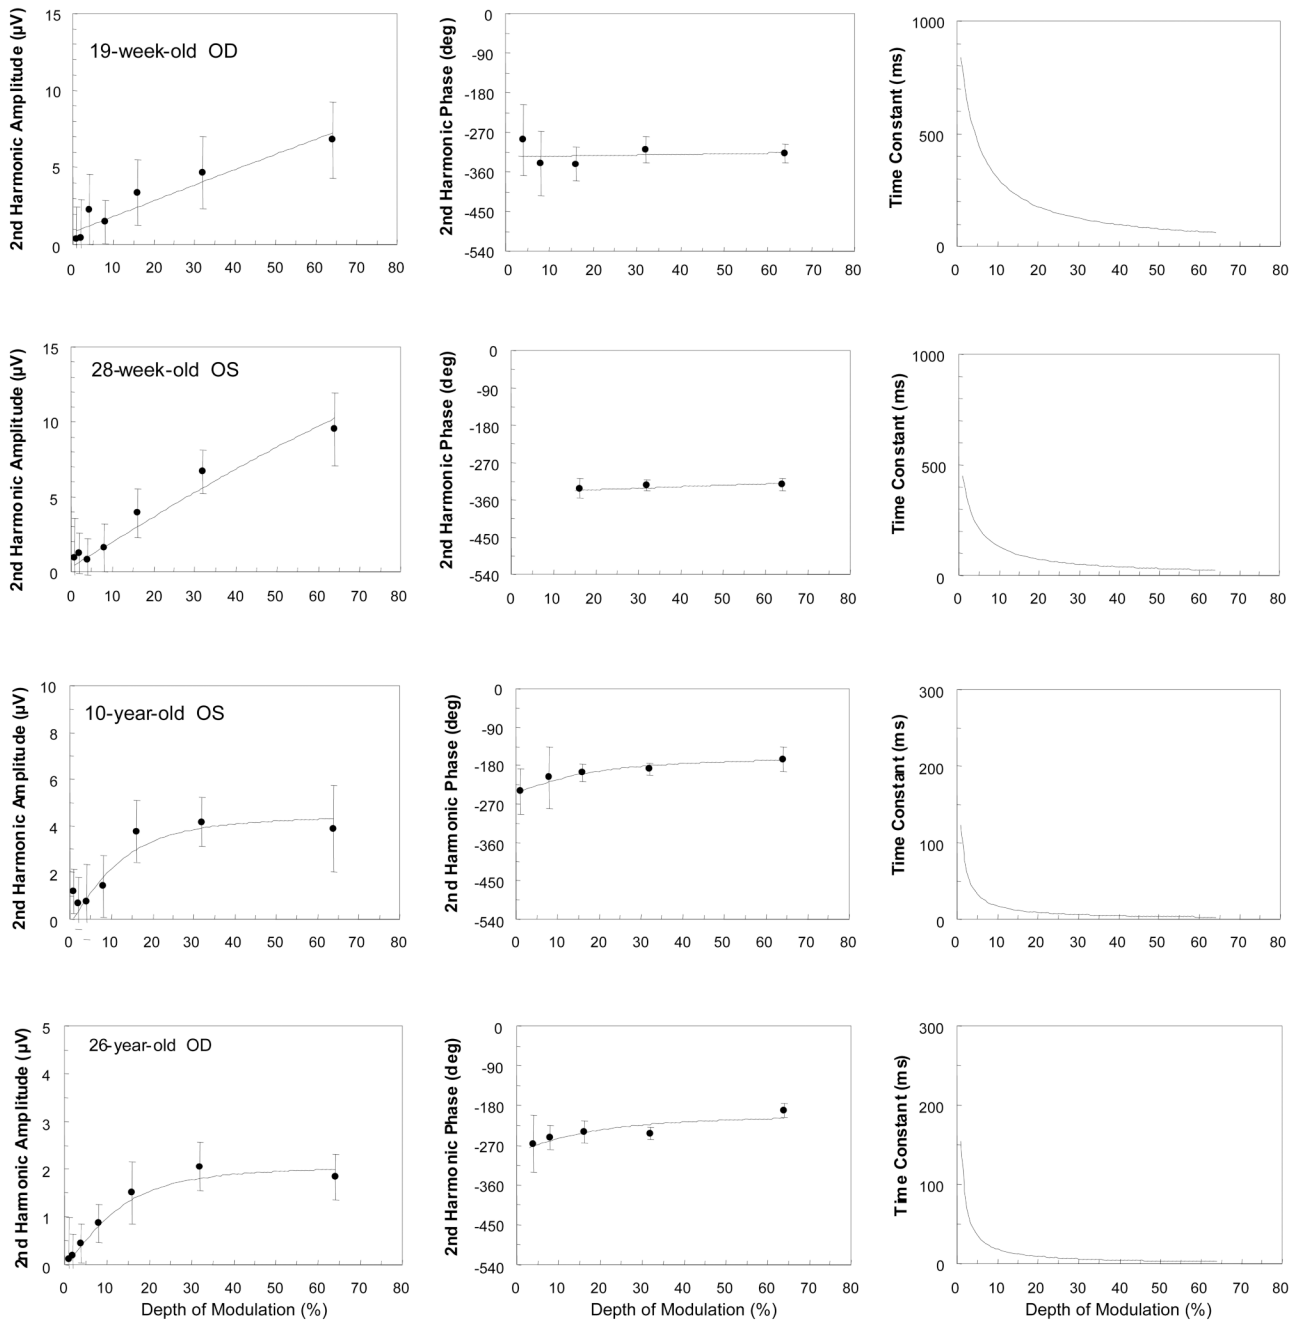 2nd Harmonic Amplitude (µV)
15
10
5
0
19-week-old OD
0 10 20 30 40 50 60 70 80
2nd Harmonic Phase (deg)
0
-90
-180
-270
-360
-450
-540
0 10 20 30 40 50 60 70 80
Time Constant (ms)
1000
500
0
0 10 20 30 40 50 60 70 80
2nd Harmonic Amplitude (µV)
15
10
5
0
28-week-old OS
0 10 20 30 40 50 60 70 80
2nd Harmonic Phase (deg)
0
-90
-180
-270
-360
-450
-540
0 10 20 30 40 50 60 70 80
Time Constant (ms)
1000
500
0
0 10 20 30 40 50 60 70 80
2nd Harmonic Amplitude (µV)
10
8
6
4
2
0
10-year-old OS
0 10 20 30 40 50 60 70 80
2nd Harmonic Phase (deg)
0
-90
-180
-270
-360
-450
-540
0 10 20 30 40 50 60 70 80
Time Constant (ms)
300
200
100
0
0 10 20 30 40 50 60 70 80
2nd Harmonic Amplitude (µV)
5
4
3
2
1
0
26-year-old OD
0 10 20 30 40 50 60 70 80
Depth of Modulation (%)
2nd Harmonic Phase (deg)
0
-90
-180
-270
-360
-450
-540
0 10 20 30 40 50 60 70 80
Depth of Modulation (%)
Time Constant (ms)
300
200
100
0
0 10 20 30 40 50 60 70 80
Depth of Modulation (%)